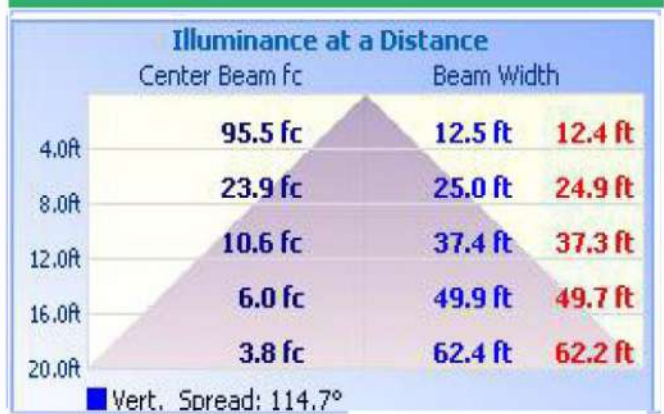 Illuminance at a Distance
Center Beam fc Beam Width
4.0ft 95.5 fc 12.5 ft 12.4 ft
8.0ft 23.9 fc 25.0 ft 24.9 ft
12.0ft 10.6 fc 37.4 ft 37.3 ft
16.0ft 6.0 fc 49.9 ft 49.7 ft
20.0ft 3.8 fc 62.4 ft 62.2 ft
Vert. Spread: 114.7º